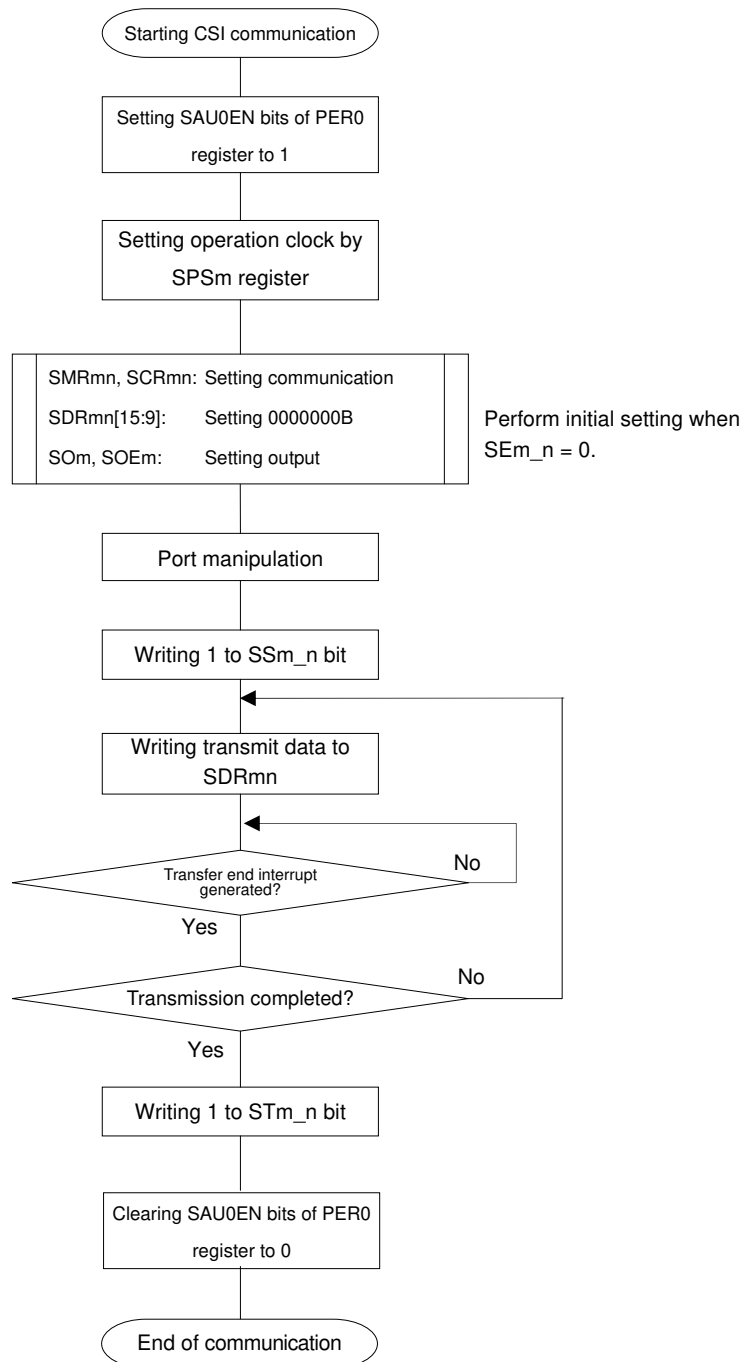 Starting CSI communication
Setting SAU0EN bits of PER0
register to 1
Setting operation clock by
SPSm register
SMRmn, SCRmn: Setting communication
SDRmn[15:9]: Setting 0000000B
SOm, SOEm: Setting output
Perform initial setting when
SEm_n = 0.
Port manipulation
Writing 1 to SSm_n bit
Writing transmit data to
SDRmn
Transfer end interrupt
generated?
No
Yes
Transmission completed?
No
Yes
Writing 1 to STm_n bit
Clearing SAU0EN bits of PER0
register to 0
End of communication